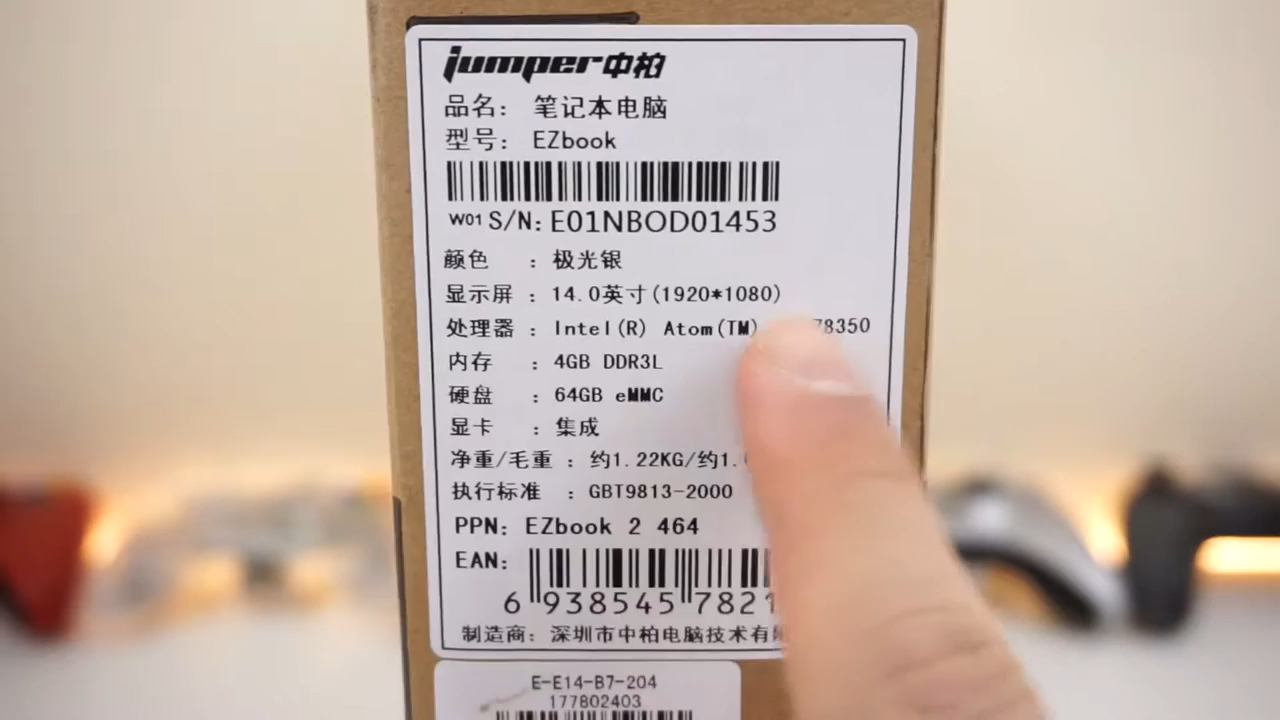 jumper中柏
品名： 笔记本电脑
型号： EZbook
W01 S/N: E01NBOD01453
颜色 ： 极光银
显示屏 ： 14.0英寸(1920*1080)
处理器 ： Intel(R) Atom(TM) 78350
内存 ： 4GB DDR3L
硬盘 ： 64GB eMMC
显卡 ： 集成
净重/毛重 ： 约1.22KG/约1.
执行标准 ： GBT9813-2000
PPN: EZbook 2 464
EAN:
6 938545 7821
制造商： 深圳市中柏电脑技术有
E-E14-B7-204
177802403